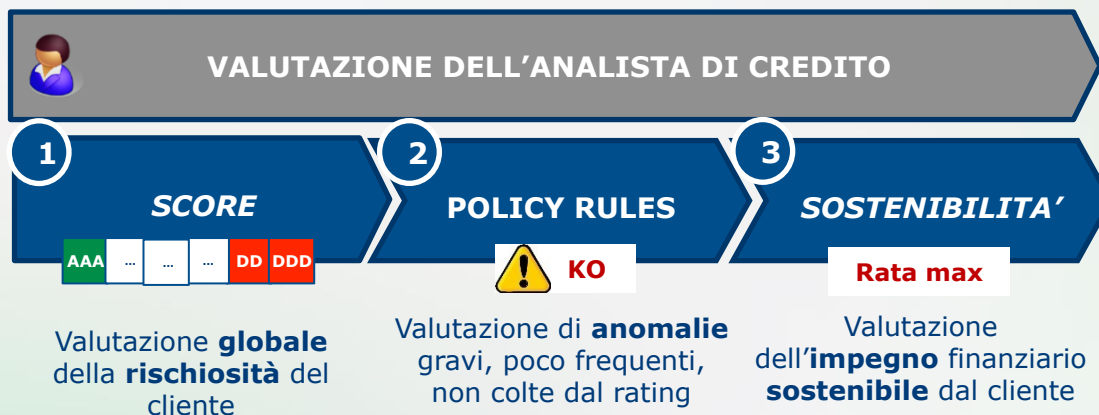 VALUTAZIONE DELL'ANALISTA DI CREDITO
1
SCORE
AAA ... ... ... DD DDD
Valutazione globale
della rischiosità del
cliente
2
POLICY RULES
KO
Valutazione di anomalie
gravi, poco frequenti,
non colte dal rating
3
SOSTENIBILITA'
Rata max
Valutazione
dell'impegno finanziario
sostenibile dal cliente